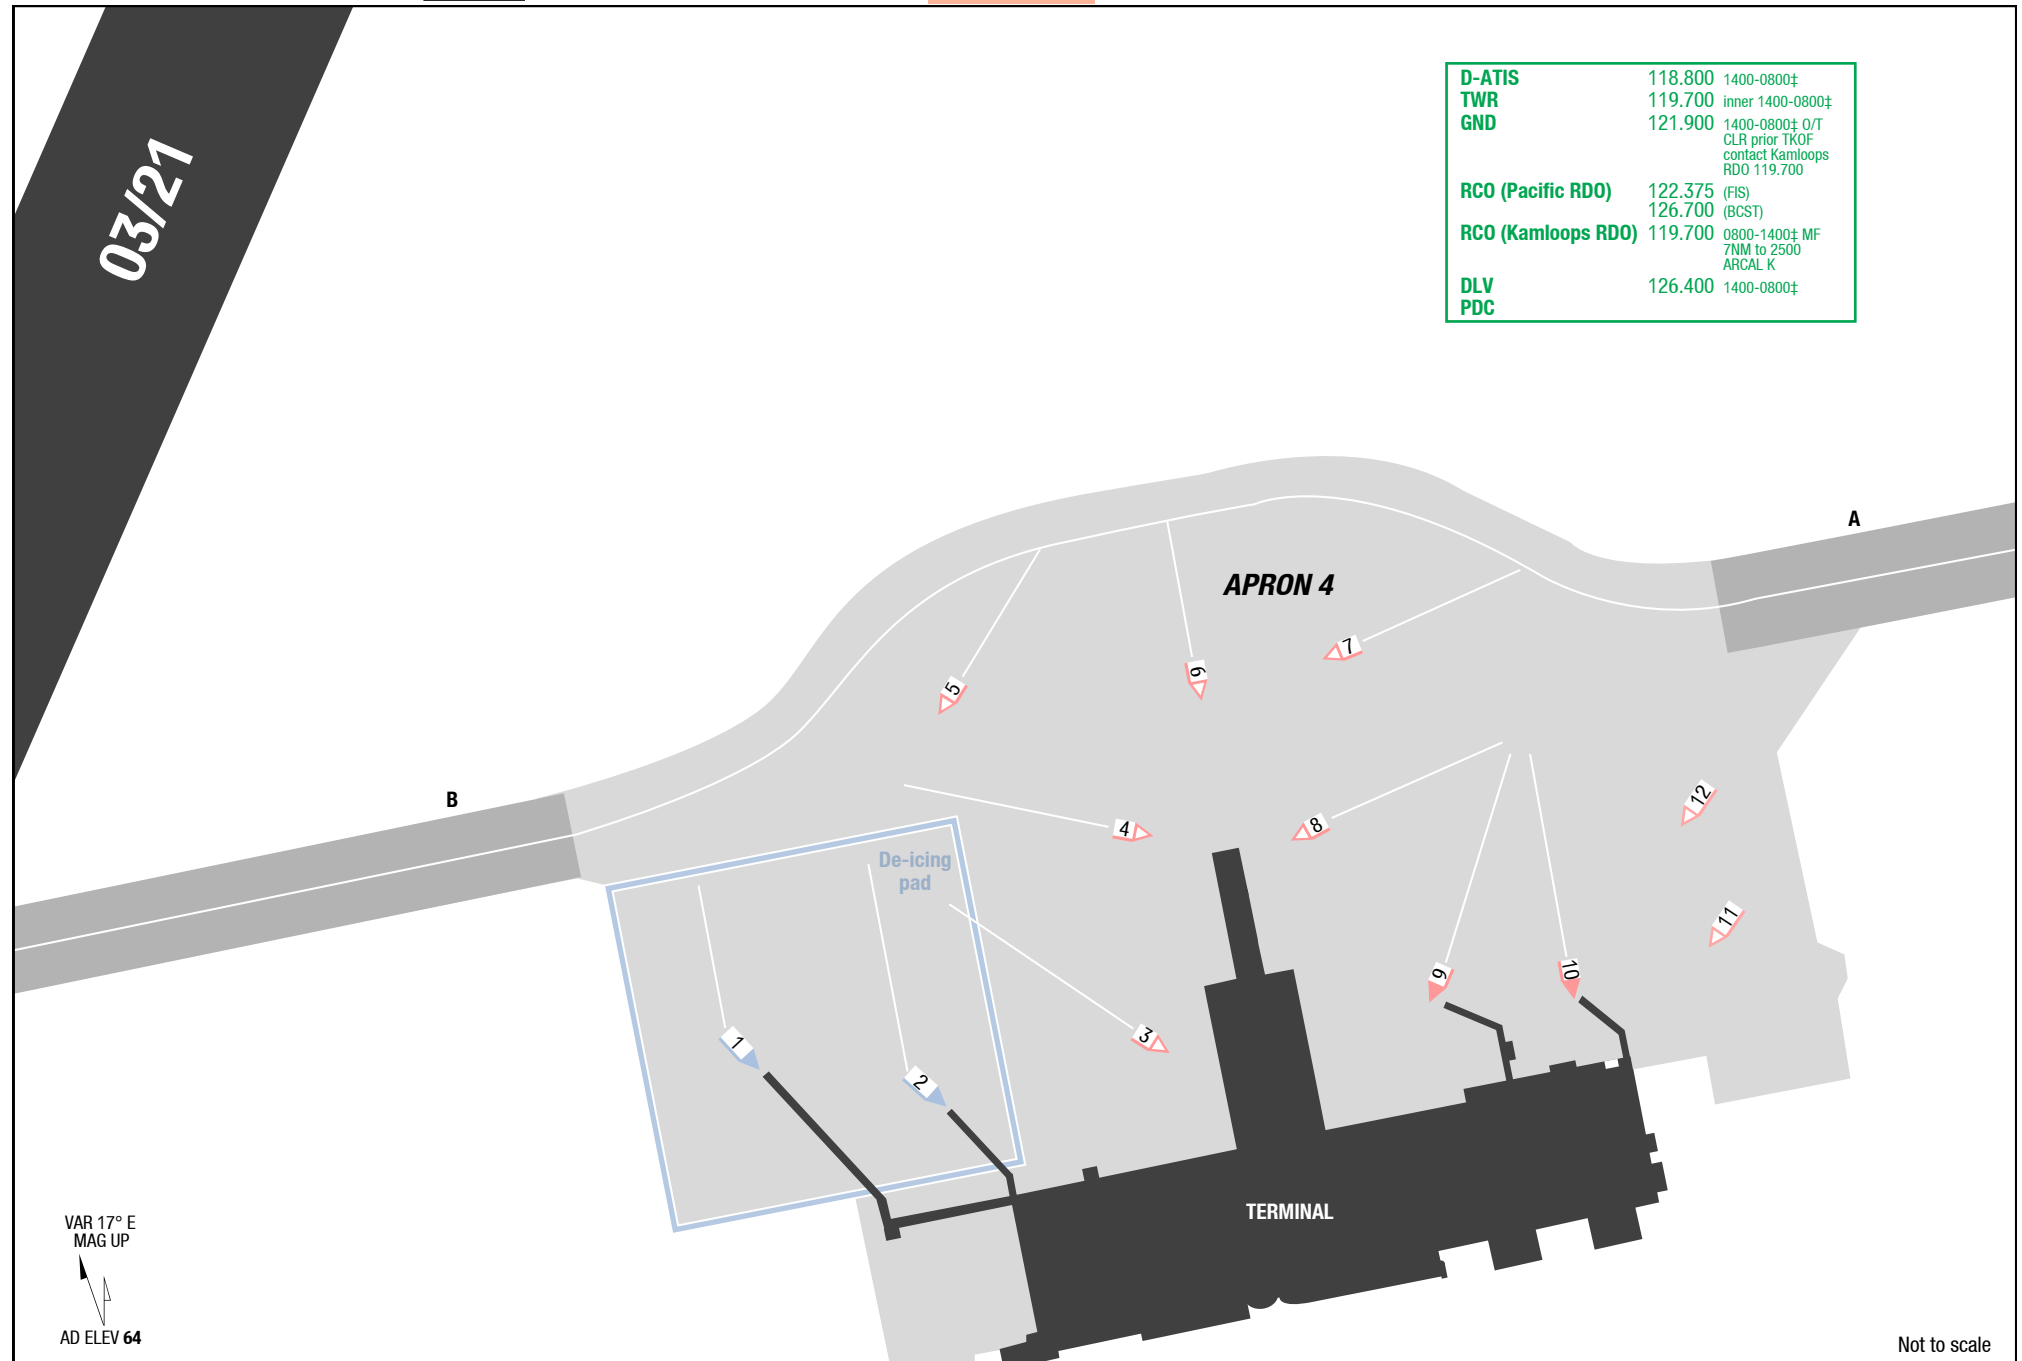 03/21
D-ATIS 118.800 1400-0800‡
TWR 119.700 inner 1400-0800‡
GND 121.900 1400-0800‡ O/T
CLR prior TKOF
contact Kamloops
RDO 119.700
RCO (Pacific RDO) 122.375 (FIS)
126.700 (BCST)
RCO (Kamloops RDO) 119.700 0800-1400‡ MF
7NM to 2500
ARCAL K
DLV 126.400 1400-0800‡
PDC
A
APRON 4
7
6
5
B
12
4
8
De-icing
pad
11
9
10
3
1
2
TERMINAL
VAR 17° E
MAG UP
AD ELEV 64
Not to scale